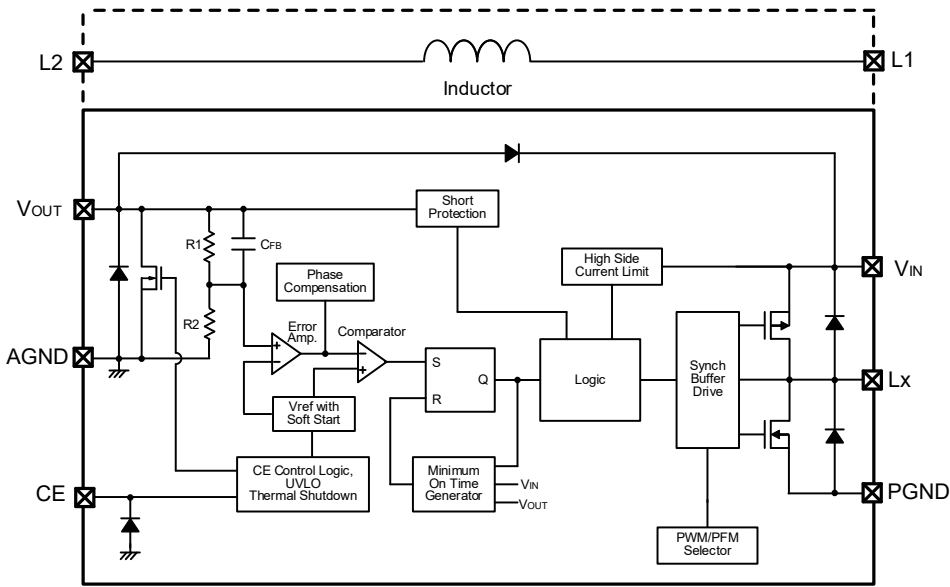 L2
L1
Inductor
VOUT
Short
Protection
R1
CFB
High Side
Current Limit
VIN
Phase
Compensation
R2
Error
Amp.
Comparator
AGND
S
Q
R
Logic
Synch
Buffer
Drive
Lx
Vref with
Soft Start
CE Control Logic,
UVLO
Thermal Shutdown
Minimum
On Time
Generator
VIN
VOUT
CE
PGND
PWM/PFM
Selector